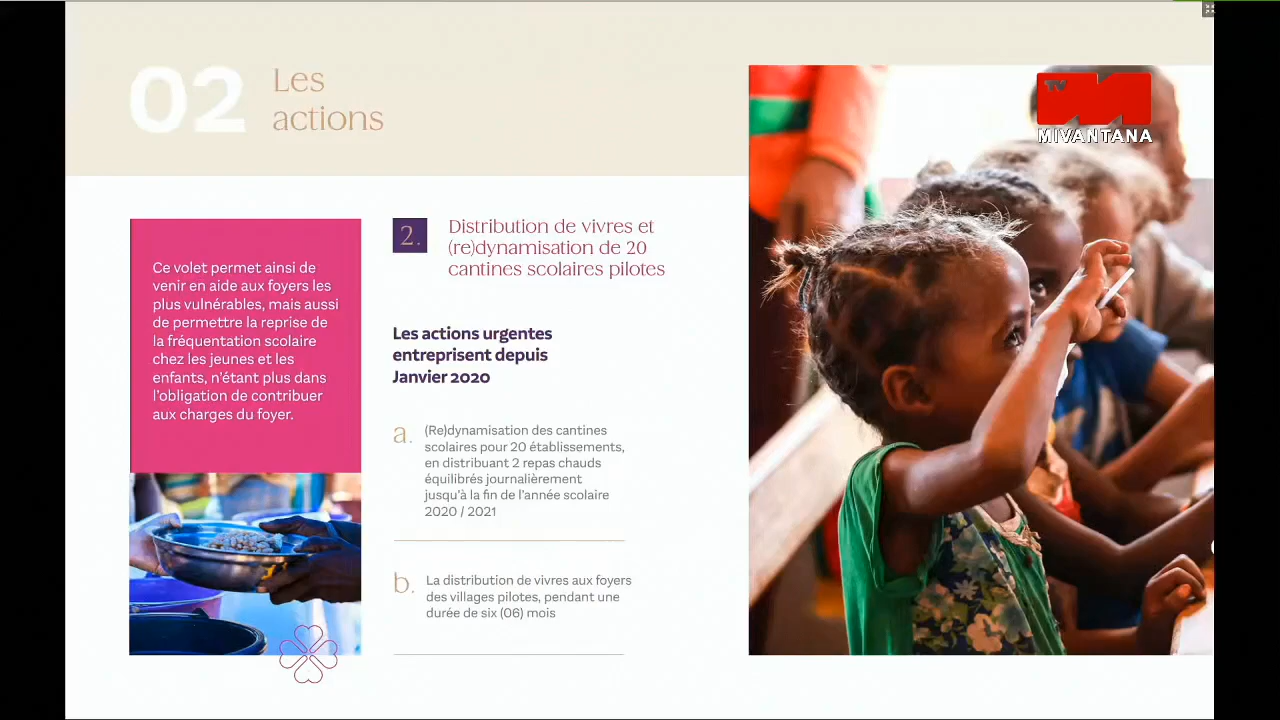 02
Les
actions
TV
MIVANTANA
Ce volet permet ainsi de
venir en aide aux foyers les
plus vulnérables, mais aussi
de permettre la reprise de
la fréquentation scolaire
chez les jeunes et les
enfants, n'étant plus dans
l'obligation de contribuer
aux charges du foyer.
2.
Distribution de vivres et
(re)dynamisation de 20
cantines scolaires pilotes
Les actions urgentes
entreprisent depuis
Janvier 2020
a.
(Re)dynamisation des cantines
scolaires pour 20 établissements,
en distribuant 2 repas chauds
équilibrés journalièrement
jusqu'à la fin de l'année scolaire
2020 / 2021
b.
La distribution de vivres aux foyers
des villages pilotes, pendant une
durée de six (06) mois